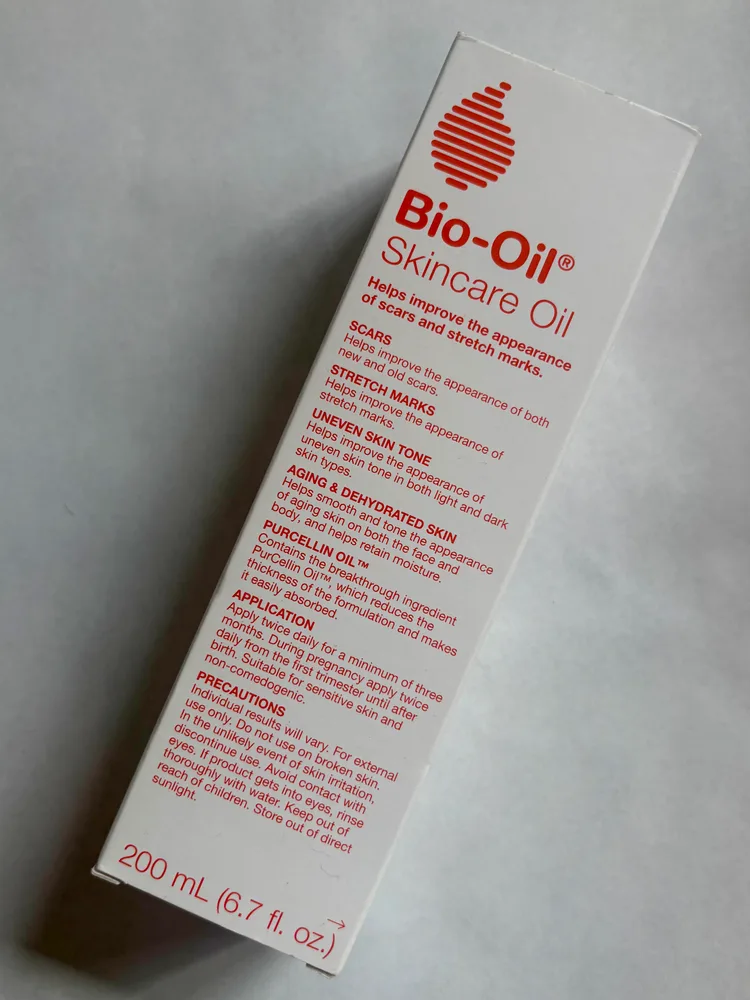 Bio-Oil®
Skincare Oil
Helps improve the appearance
of scars and stretch marks.
SCARS
Helps improve the appearance of both
new and old scars.
STRETCH MARKS
Helps improve the appearance of
stretch marks.
UNEVEN SKIN TONE
Helps improve the appearance of
uneven skin tone in both light and dark
skin types.
AGING & DEHYDRATED SKIN
Helps smooth and tone the appearance
of aging skin on both the face and
body, and helps retain moisture.
PURCELLIN OIL™
Contains the breakthrough ingredient
PurCellin Oil™, which reduces the
thickness of the formulation and makes
it easily absorbed.
APPLICATION
Apply twice daily for a minimum of three
months. During pregnancy apply twice
daily from the first trimester until after
birth. Suitable for sensitive skin and
non-comedogenic.
PRECAUTIONS
Individual results will vary. For external
use only. Do not use on broken skin.
In the unlikely event of skin irritation,
discontinue use. Avoid contact with
eyes. If product gets into eyes, rinse
thoroughly with water. Keep out of
reach of children. Store out of direct
sunlight.
200 mL (6.7 fl. oz.)